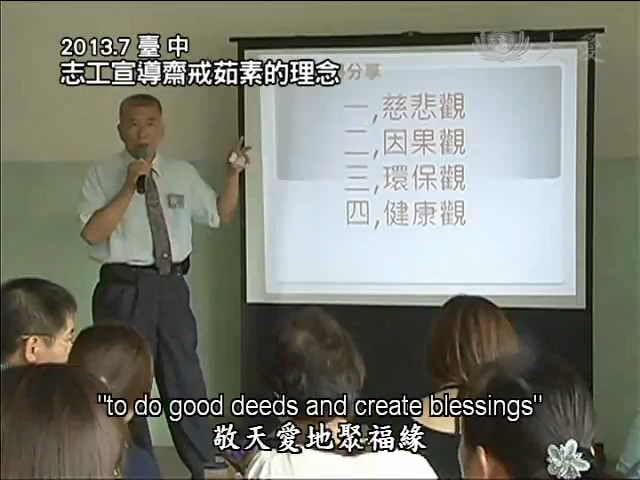 2013.7 臺中
志工宣導齋戒茹素的理念
大愛
分享
一,慈悲觀
二,因果觀
三,環保觀
四,健康觀
"to do good deeds and create blessings"
敬天愛地聚福緣